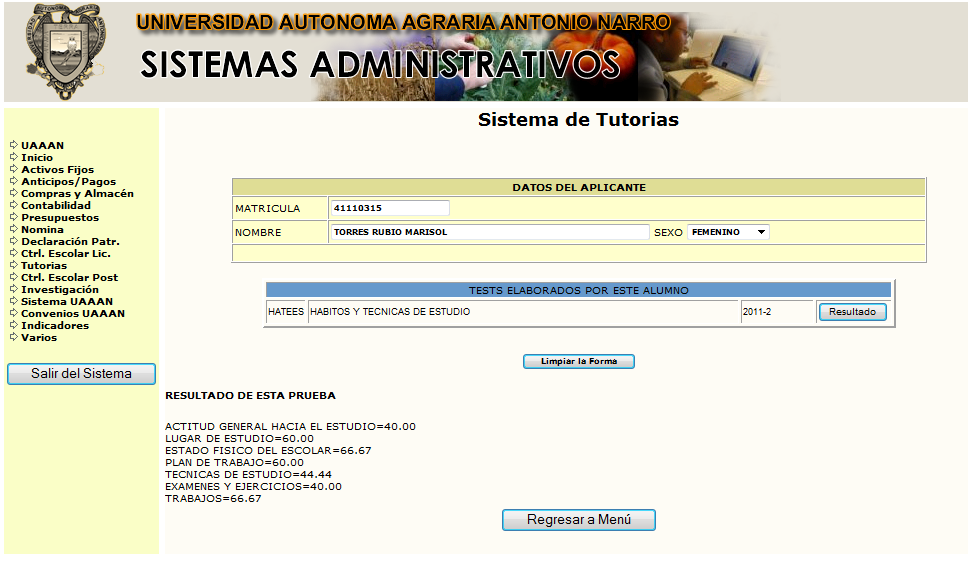 UNIVERSIDAD AUTONOMA AGRARIA ANTONIO NARRO
SISTEMAS ADMINISTRATIVOS
UAAAN
Inicio
Activos Fijos
Anticipos/Pagos
Compras y Almacén
Contabilidad
Presupuestos
Nomina
Declaración Patr.
Ctrl. Escolar Lic.
Tutorias
Ctrl. Escolar Post
Investigación
Sistema UAAAN
Convenios UAAAN
Indicadores
Varios
Salir del Sistema
Sistema de Tutorias
DATOS DEL APLICANTE
MATRICULA 41110315
NOMBRE TORRES RUBIO MARISOL SEXO FEMENINO
TESTS ELABORADOS POR ESTE ALUMNO
HATEES HABITOS Y TECNICAS DE ESTUDIO 2011-2 Resultado
Limpiar la Forma
RESULTADO DE ESTA PRUEBA
ACTITUD GENERAL HACIA EL ESTUDIO=40.00
LUGAR DE ESTUDIO=60.00
ESTADO FISICO DEL ESCOLAR=66.67
PLAN DE TRABAJO=60.00
TECNICAS DE ESTUDIO=44.44
EXAMENES Y EJERCICIOS=40.00
TRABAJOS=66.67
Regresar a Menú